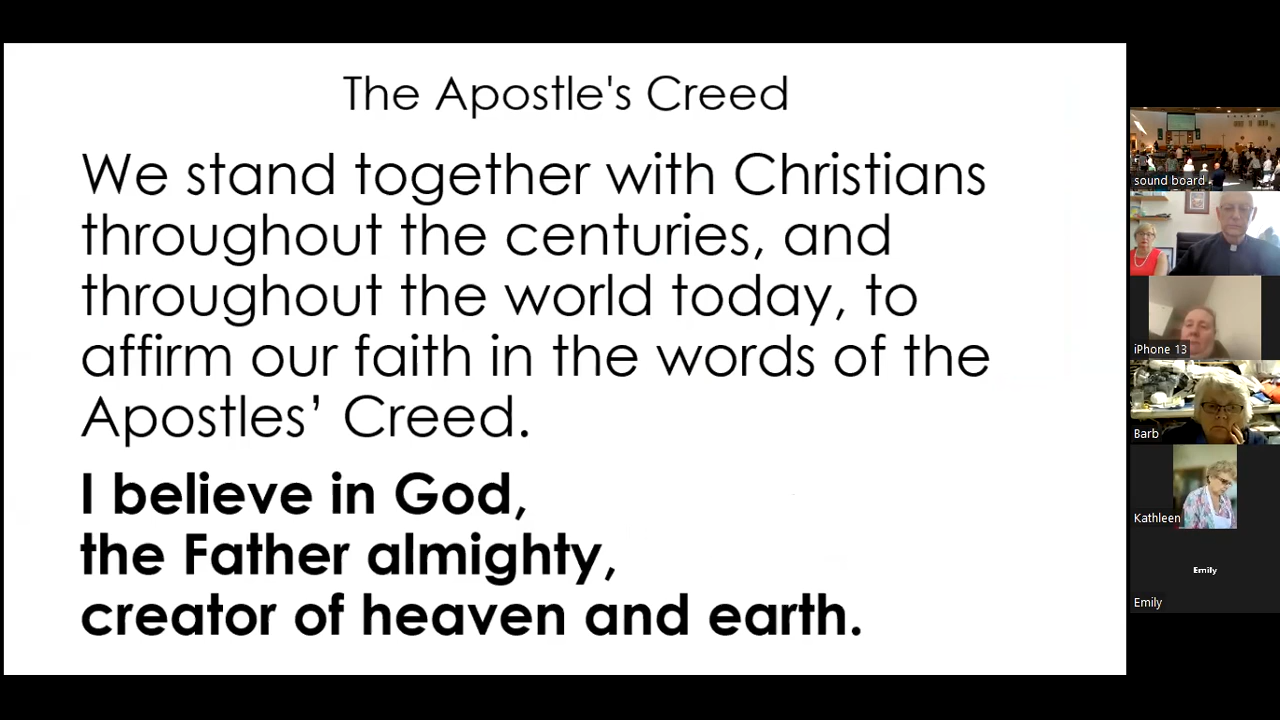 The Apostle's Creed
We stand together with Christians
throughout the centuries, and
throughout the world today, to
affirm our faith in the words of the
Apostles’ Creed.
I believe in God,
the Father almighty,
creator of heaven and earth.
sound board
iPhone 13
Barb
Kathleen
Emily
Emily